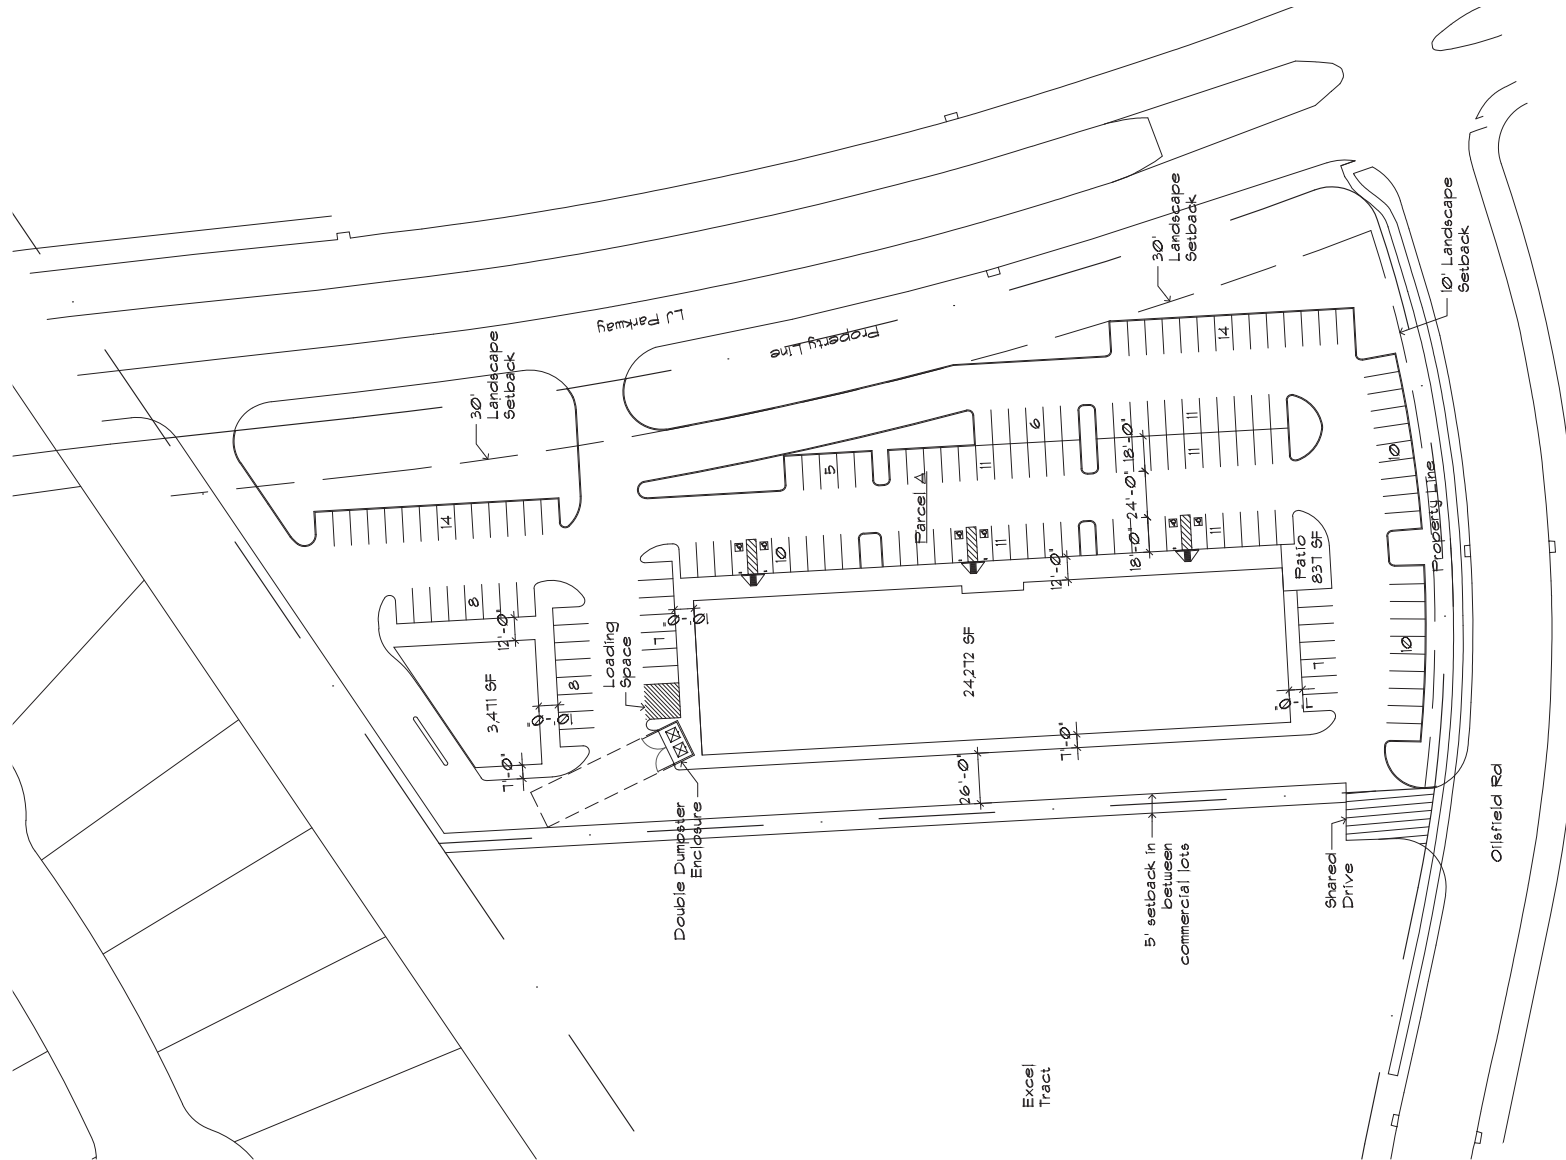 LJ Parkway
Property Line
30'
Landscape
Setback
30'
Landscape
Setback
10' Landscape
Setback
14
14
5
6
11
11
11
Parcel A
10
11
11
10
10
18'-0"
24'-0"
18'-0"
12'-0"
Patio
837 SF
Property Line
8
12'-0"
3,471 SF
10'-0"
8
7'-0"
Loading
Space
7
10'-0"
24,272 SF
7
7'-0"
7'-0"
26'-0"
Double Dumpster
Enclosure
5' setback in
between
commercial lots
Shared
Drive
Oilsfield Rd
Excel
Tract